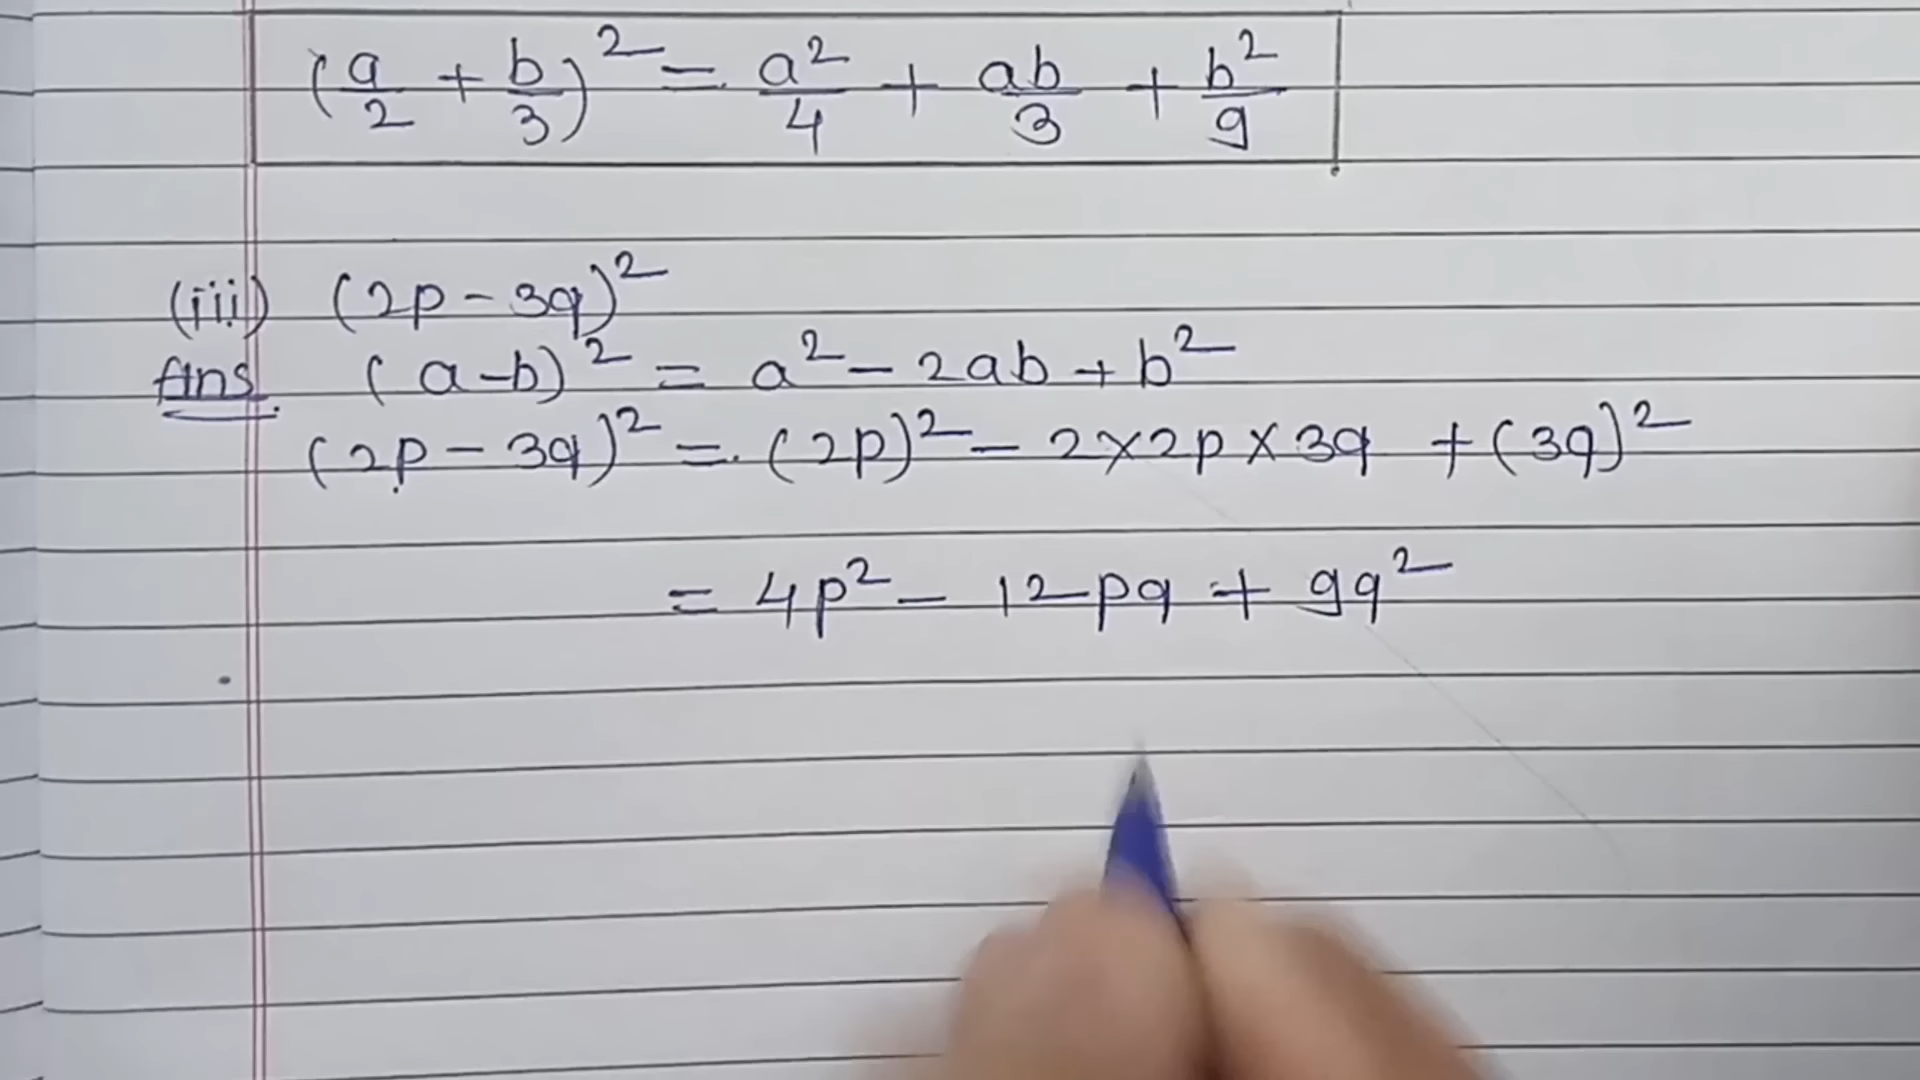 (a/2 + b/3)² = a²/4 + ab/3 + b²/9
(iii) (2p - 3q)²
Ans. (a - b)² = a² - 2ab + b²
(2p - 3q)² = (2p)² - 2×2p×3q + (3q)²
= 4p² - 12pq + 9q²